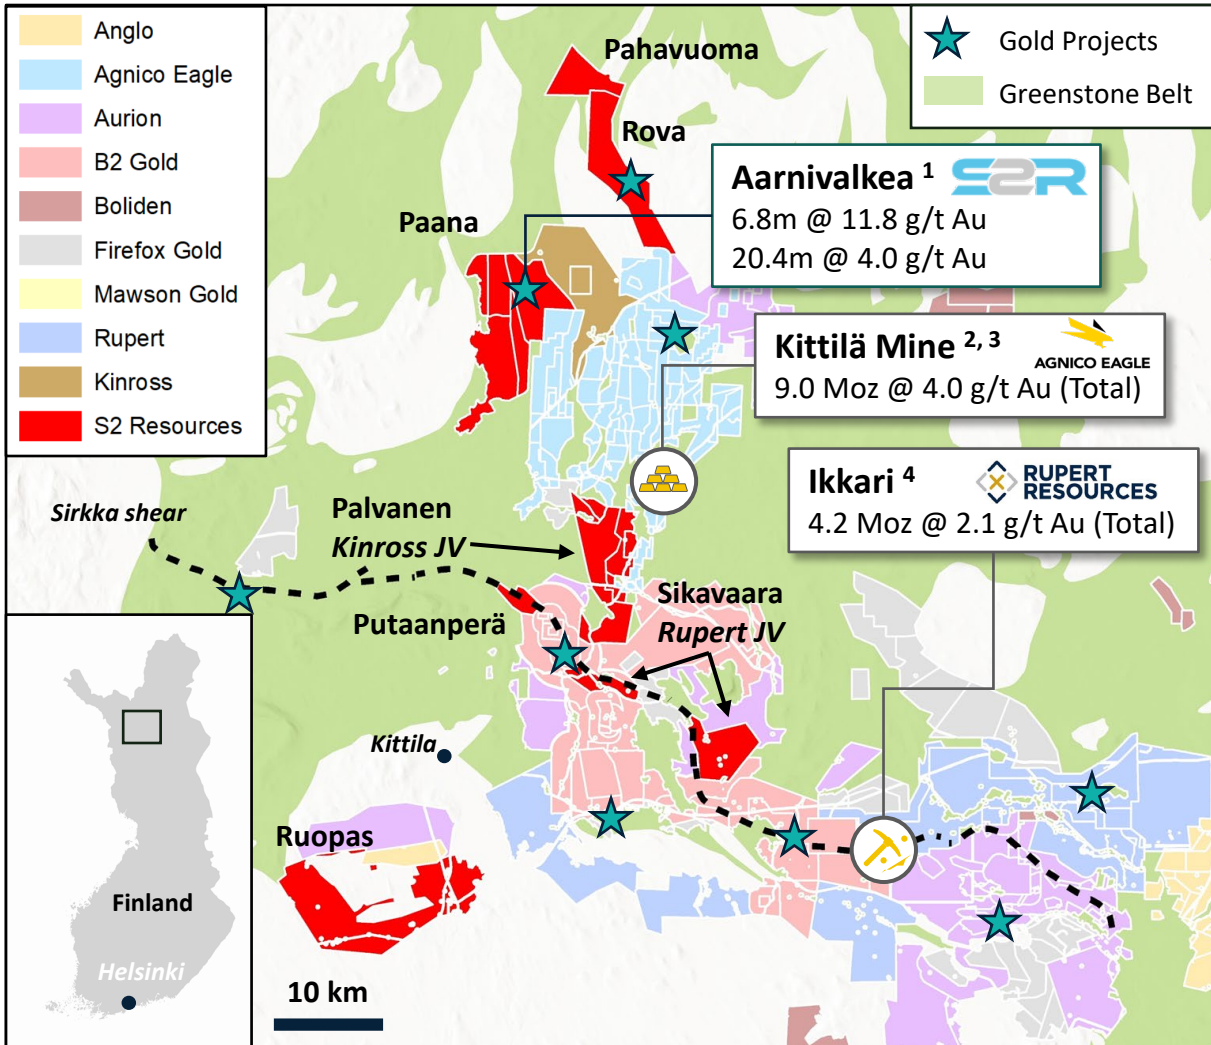 Anglo
Agnico Eagle
Aurion
B2 Gold
Boliden
Firefox Gold
Mawson Gold
Rupert
Kinross
S2 Resources
Gold Projects
Greenstone Belt
Pahavuoma
Rova
Paana
Aarnivalkea 1
S2R
6.8m @ 11.8 g/t Au
20.4m @ 4.0 g/t Au
Kittilä Mine 2, 3
AGNICO EAGLE
9.0 Moz @ 4.0 g/t Au (Total)
Ikkari 4
RUPERT
RESOURCES
4.2 Moz @ 2.1 g/t Au (Total)
Sirkka shear
Palvanen
Kinross JV
Putaanperä
Sikavaara
Rupert JV
Kittila
Ruopas
Finland
Helsinki
10 km